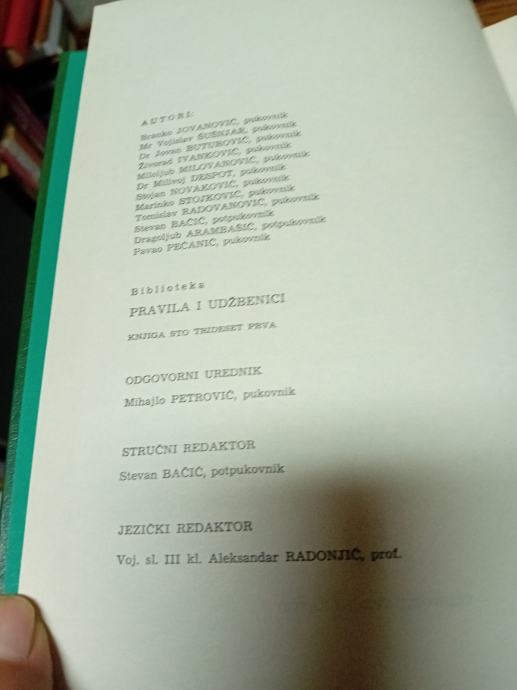 AUTORI:
Branko JOVANOVIĆ, pukovnik
Mr Vojislav ŠUŠNJAR, pukovnik
Dr Jovan BUTUROVIĆ, pukovnik
Živorad IVANKOVIĆ, pukovnik
Miloljub MILOVANOVIĆ, pukovnik
Dr Milivoj DESPOT, pukovnik
Stojan NOVAKOVIĆ, pukovnik
Marinko STOJKOVIĆ, pukovnik
Tomislav RADOVANOVIĆ, pukovnik
Stevan BAČIĆ, potpukovnik
Dragoljub ARAMBAŠIĆ, potpukovnik
Pavao PEČANIĆ, pukovnik
Biblioteka
PRAVILA I UDŽBENICI
KNJIGA STO TRIDESET PRVA
ODGOVORNI UREDNIK
Mihajlo PETROVIĆ, pukovnik
STRUČNI REDAKTOR
Stevan BAČIĆ, potpukovnik
JEZIČKI REDAKTOR
Voj. sl. III kl. Aleksandar RADONJIĆ, prof.